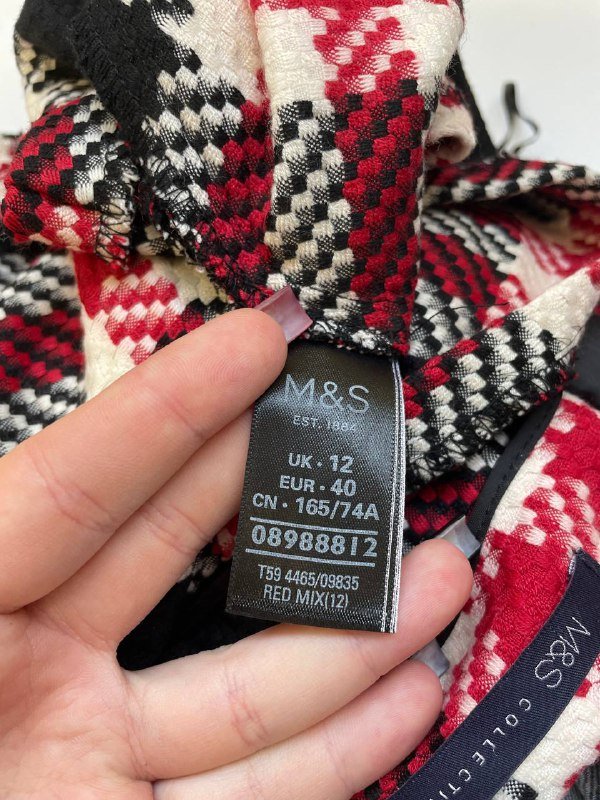 M&S
EST. 1884
UK · 12
EUR · 40
CN · 165/74A
08988812
T59 4465/09835
RED MIX(12)
M&S
COLLECTI